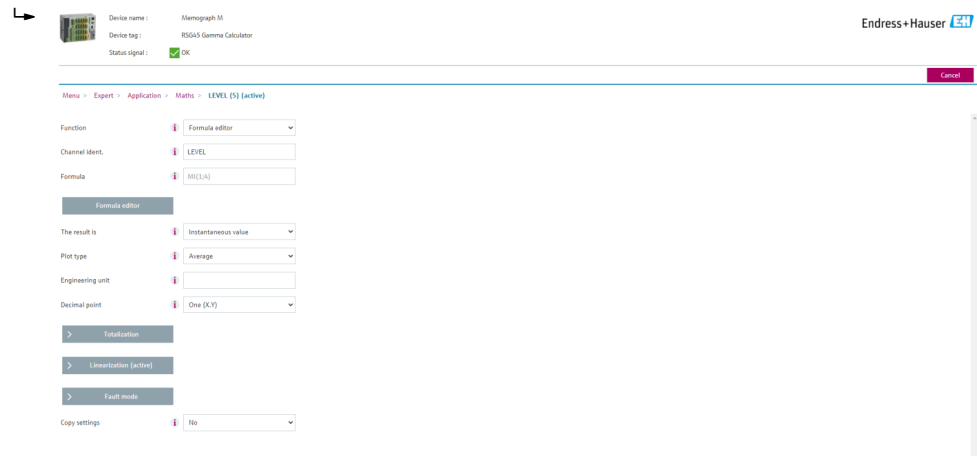 Device name : Memograph M
Device tag : RSG45 Gamma Calculator
Status signal : OK
Endress+Hauser EH
Cancel
Menu > Expert > Application > Maths > LEVEL (5) (active)
Function i Formula editor
Channel ident. i LEVEL
Formula i MI(1;4)
Formula editor
The result is i Instantaneous value
Plot type i Average
Engineering unit i
Decimal point i One (X.Y)
> Totalization
> Linearization (active)
> Fault mode
Copy settings i No